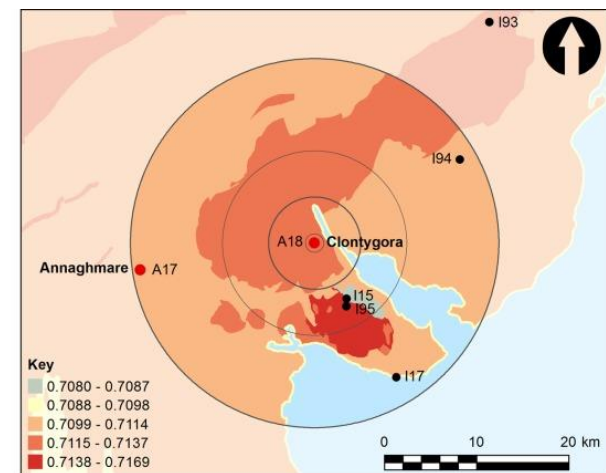 I93
I94
A18 Clontygora
Annaghmare A17
I15
I95
I17
Key
0.7080 - 0.7087
0.7088 - 0.7098
0.7099 - 0.7114
0.7115 - 0.7137
0.7138 - 0.7169
0 10 20
km